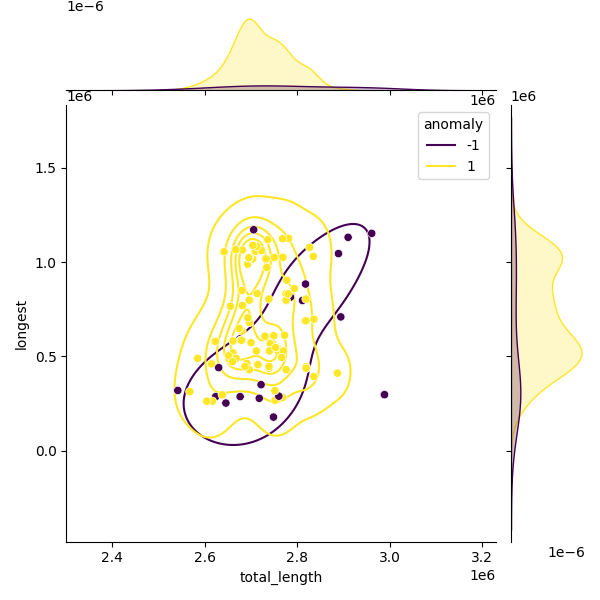 1e−6
1e6
1e6
1e6
anomaly
-1
1
1.5
1.0
0.5
0.0
longest
2.4
2.6
2.8
3.0
3.2
total_length
1e6
1e−6